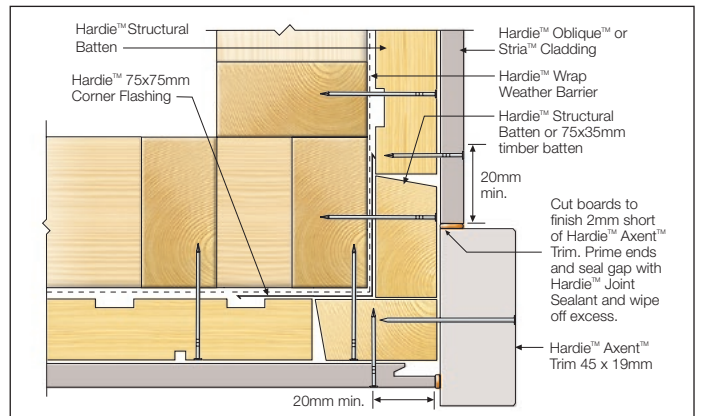 Hardie™ Structural
Batten
Hardie™ 75x75mm
Corner Flashing
Hardie™ Oblique™ or
Stria™ Cladding
Hardie™ Wrap
Weather Barrier
Hardie™ Structural
Batten or 75x35mm
timber batten
20mm
min.
Cut boards to
finish 2mm short
of Hardie™ Axent™
Trim. Prime ends
and seal gap with
Hardie™ Joint
Sealant and wipe
off excess.
Hardie™ Axent™
Trim 45 x 19mm
20mm min.